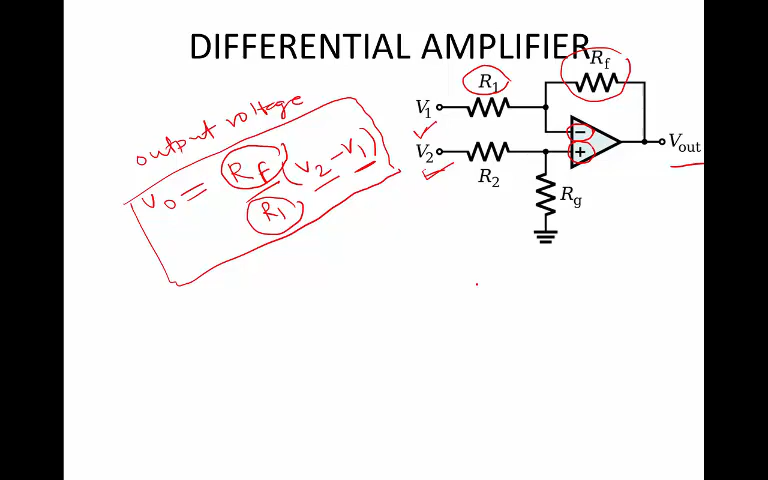 DIFFERENTIAL AMPLIFIER
Rf
R1
V1
V2
R2
Rg
Vout
output voltage
v0 = RF/R1 (v2-v1)